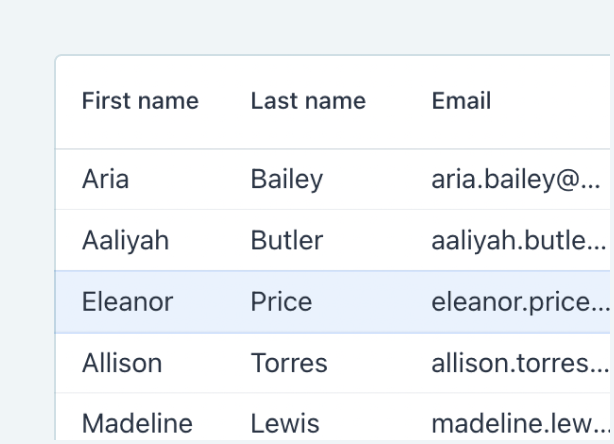 First name Last name Email
Aria Bailey aria.bailey@...
Aaliyah Butler aaliyah.butle...
Eleanor Price eleanor.price...
Allison Torres allison.torres...
Madeline Lewis madeline.lew...